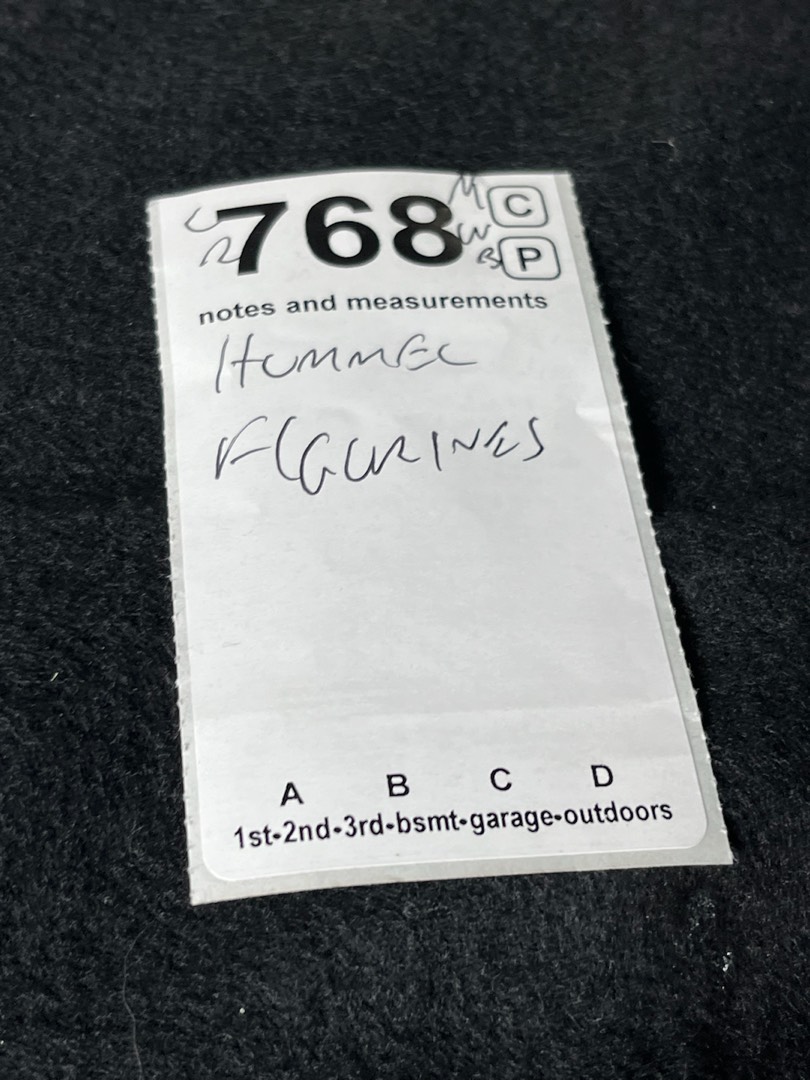 768
C
P
notes and measurements
HUMMEL
FIGURINES
A B C D
1st-2nd-3rd-bsmt-garage-outdoors